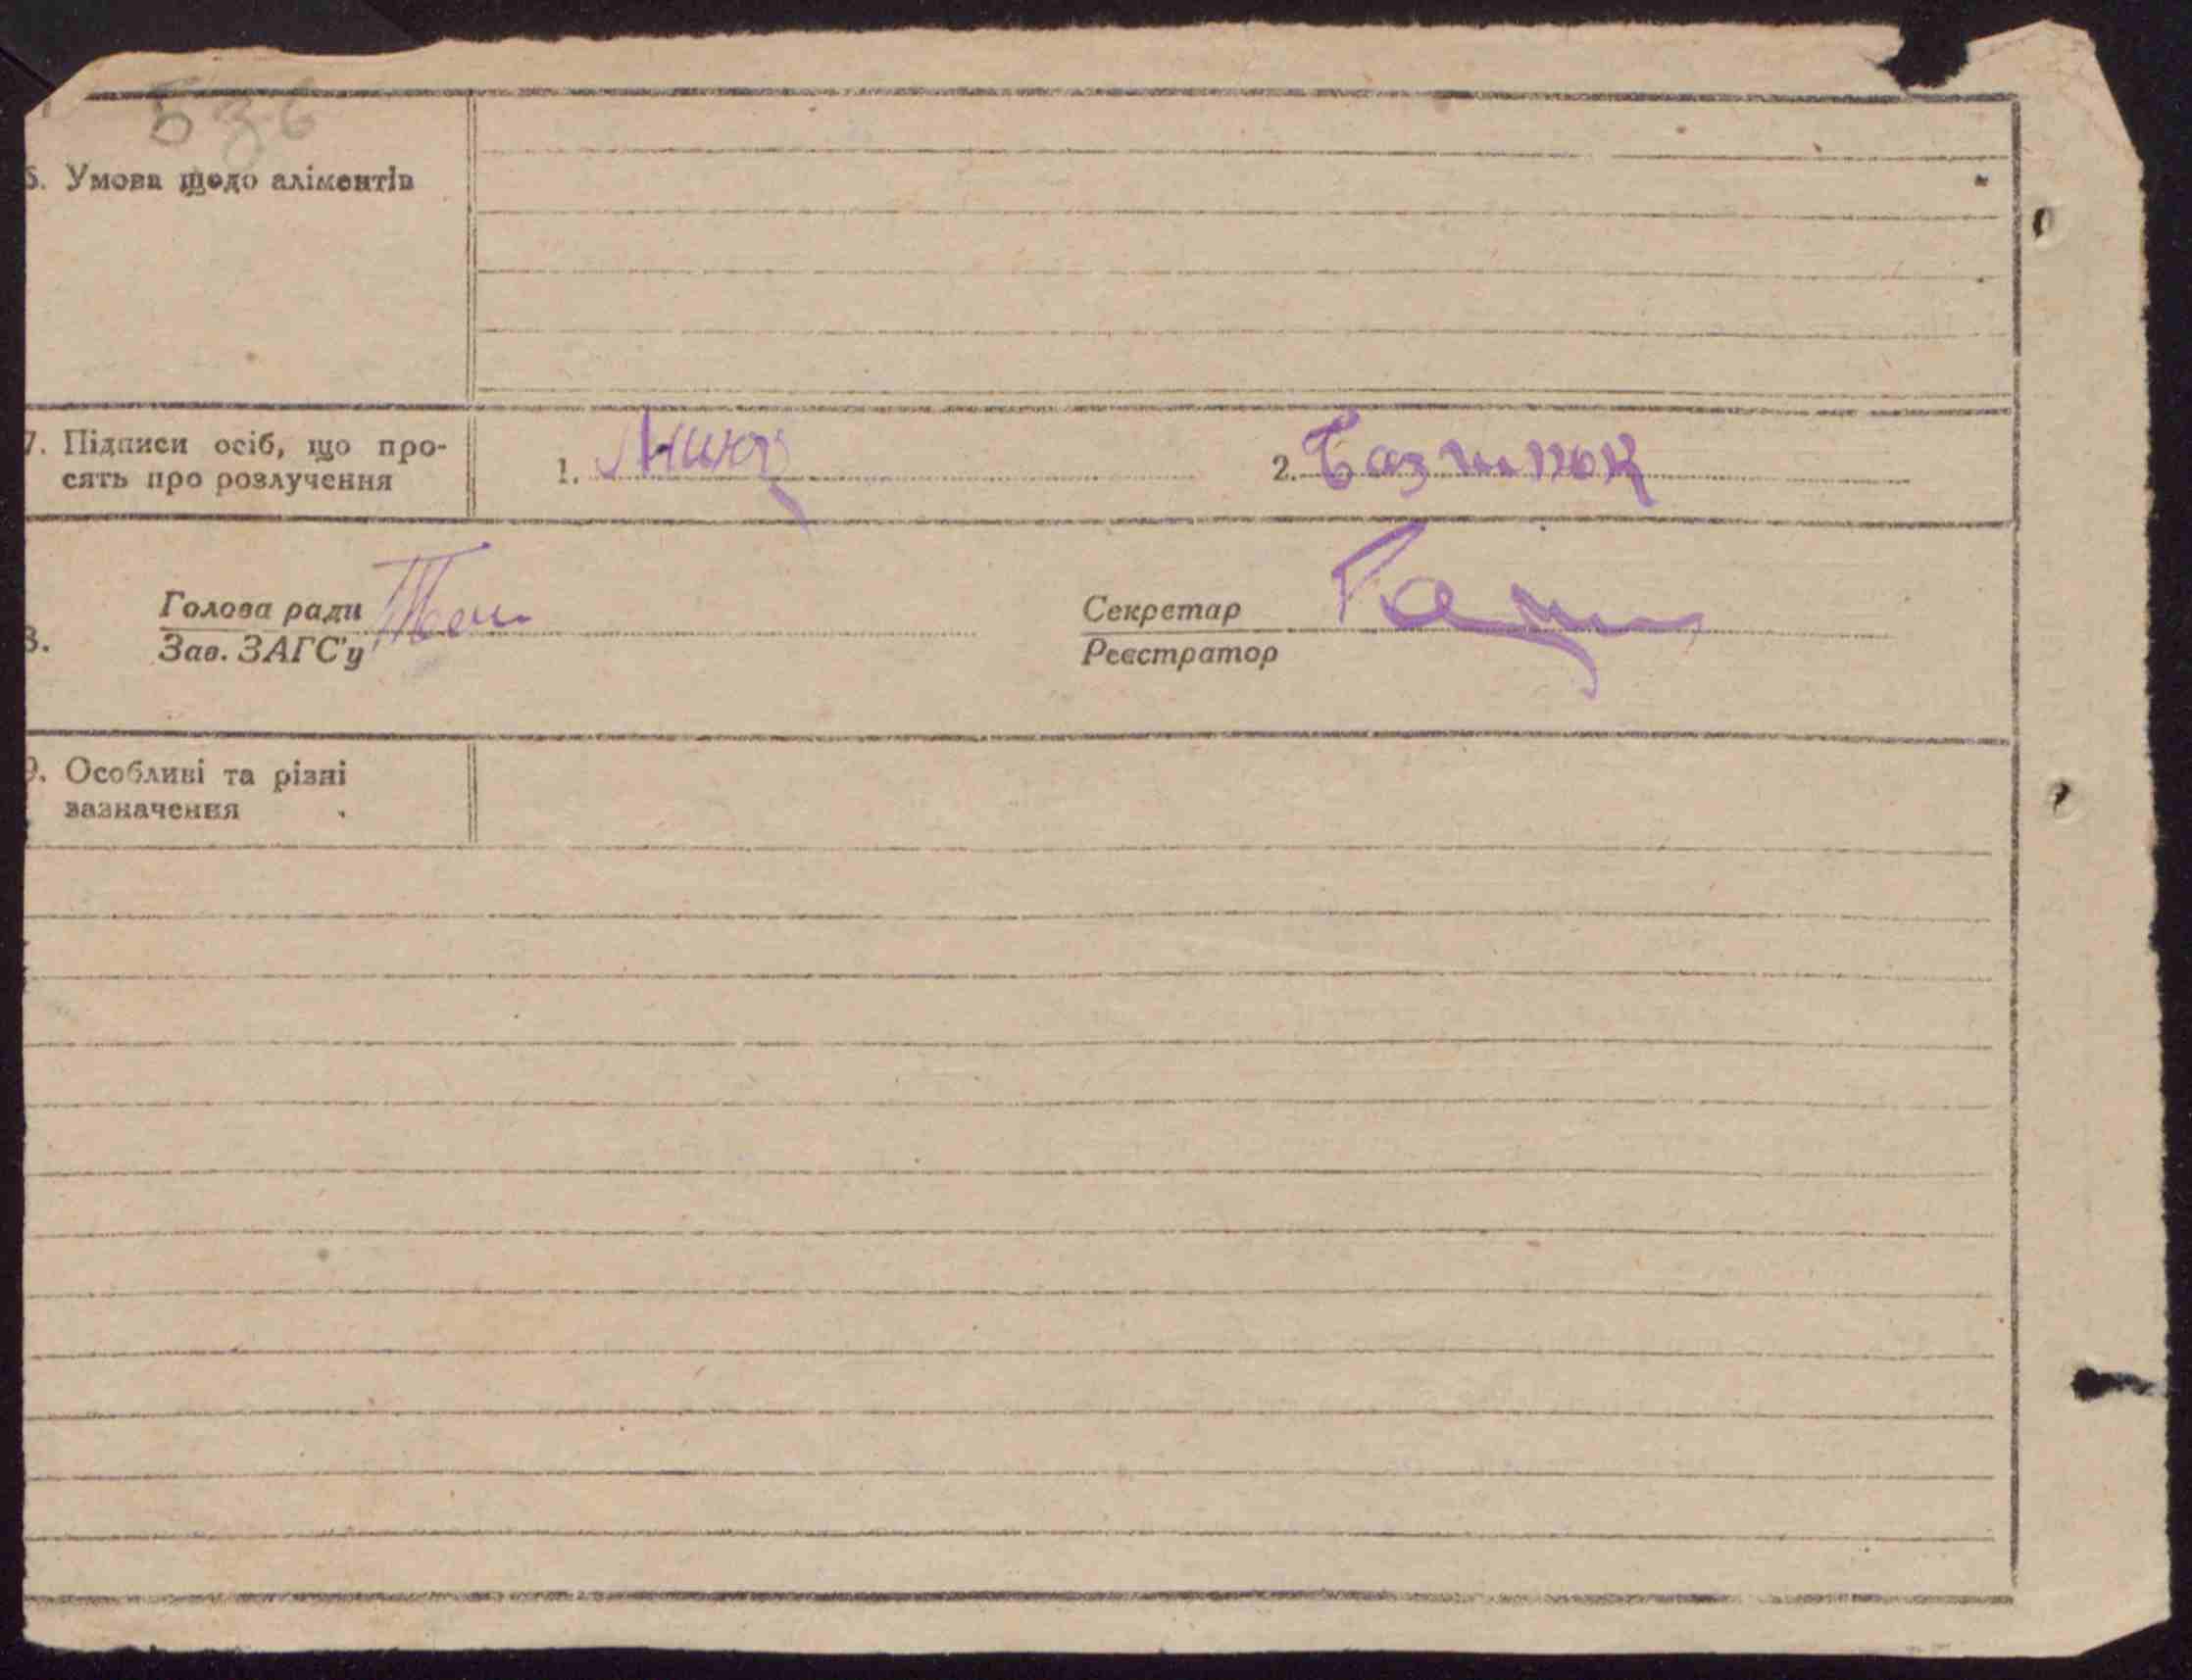 536
6. Умова щодо аліментів
7. Підписи осіб, що про-
сять про розлучення
1.
2.
8.
Голова ради
Зав. ЗАГС'у
Секретар
Реєстратор
9. Особливі та різні
зазначення